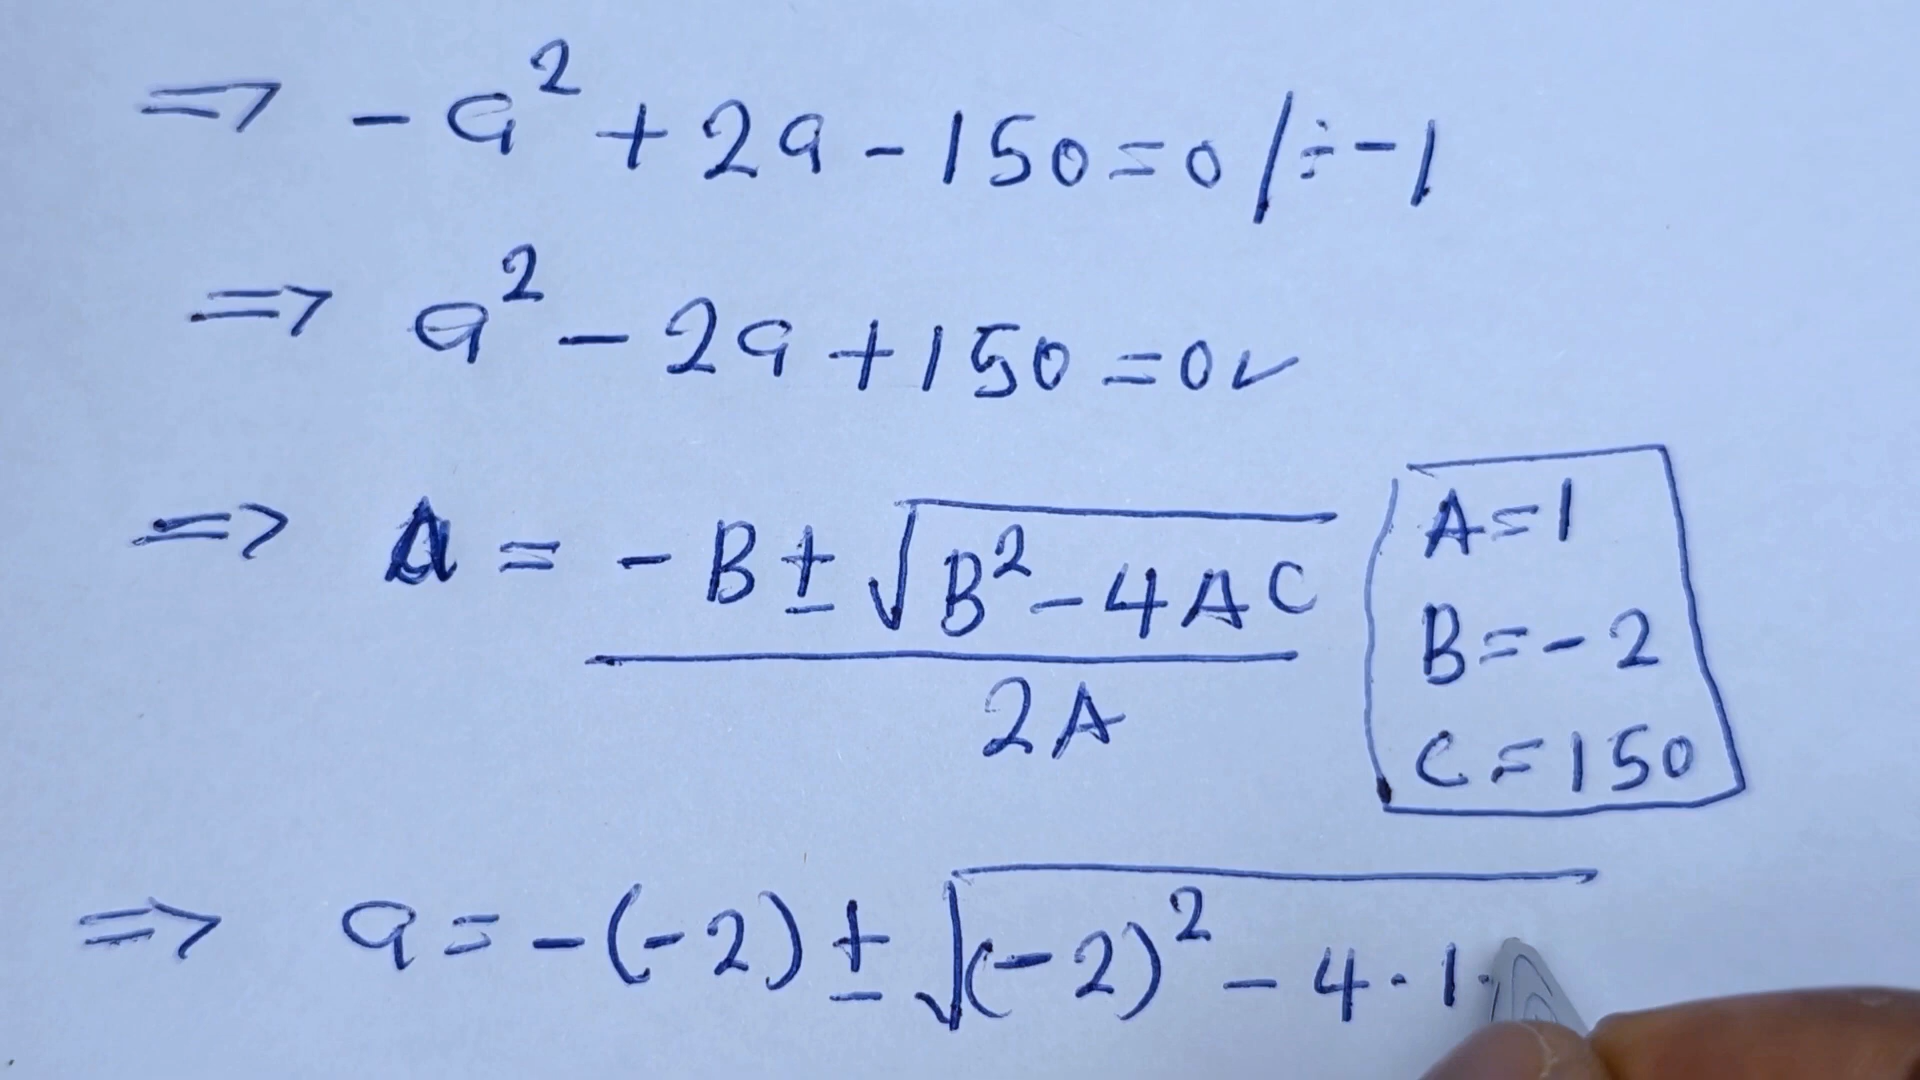 => -a² + 2a - 150 = 0 / ÷ -1
=> a² - 2a + 150 = 0 ✓
=> a = -B ± √(B² - 4AC)
2A
A = 1
B = -2
C = 150
=> a = -(-2) ± √((-2)² - 4 · 1 ·